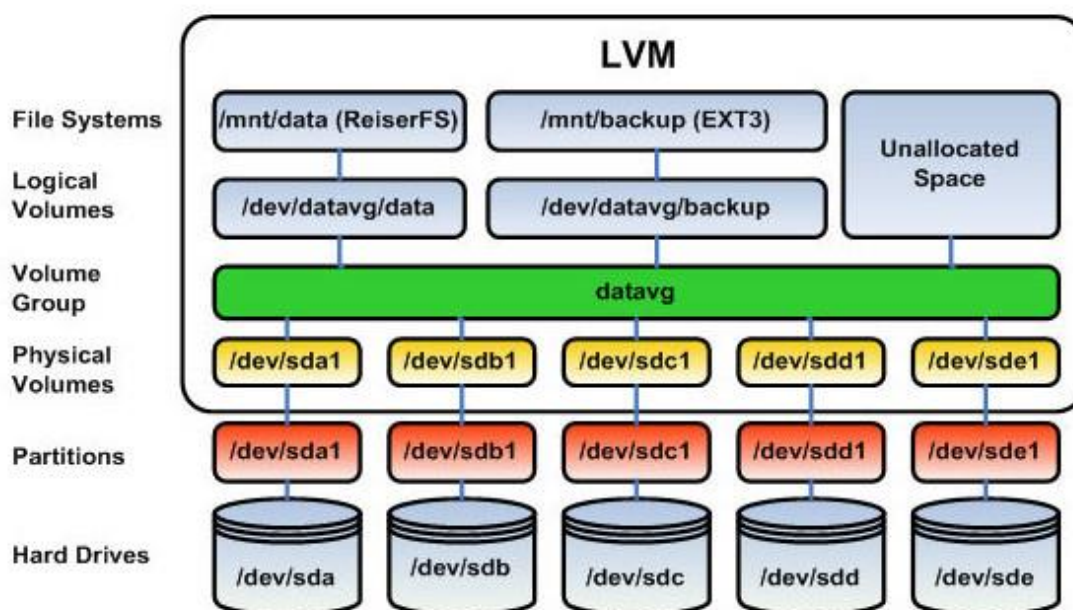 LVM
File Systems
/mnt/data (ReiserFS)
/mnt/backup (EXT3)
Unallocated
Space
Logical
Volumes
/dev/datavg/data
/dev/datavg/backup
Volume
Group
datavg
Physical
Volumes
/dev/sda1
/dev/sdb1
/dev/sdc1
/dev/sdd1
/dev/sde1
Partitions
/dev/sda1
/dev/sdb1
/dev/sdc1
/dev/sdd1
/dev/sde1
Hard Drives
/dev/sda
/dev/sdb
/dev/sdc
/dev/sdd
/dev/sde